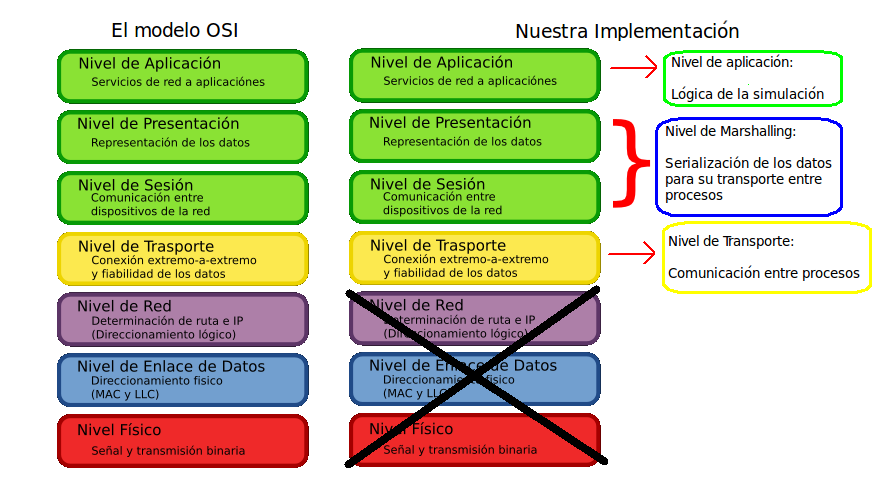 El modelo OSI
Nivel de Aplicación
Servicios de red a aplicaciónes
Nivel de Presentación
Representación de los datos
Nivel de Sesión
Comunicación entre
dispositivos de la red
Nivel de Trasporte
Conexión extremo-a-extremo
y fiabilidad de los datos
Nivel de Red
Determinación de ruta e IP
(Direccionamiento lógico)
Nivel de Enlace de Datos
Direccionamiento fisico
(MAC y LLC)
Nivel Físico
Señal y transmisión binaria
Nuestra Implementación
Nivel de Aplicación
Servicios de red a aplicaciónes
Nivel de Presentación
Representación de los datos
Nivel de Sesión
Comunicación entre
dispositivos de la red
Nivel de Trasporte
Conexión extremo-a-extremo
y fiabilidad de los datos
Nivel de Red
Determinación de ruta e IP
(Direccionamiento lógico)
Nivel de Enlace de Datos
Direccionamiento fisico
(MAC y LLC)
Nivel Físico
Señal y transmisión binaria
Nivel de aplicación:
Lógica de la simulación
Nivel de Marshalling:
Serialización de los datos
para su transporte entre
procesos
Nivel de Transporte:
Comunicación entre procesos